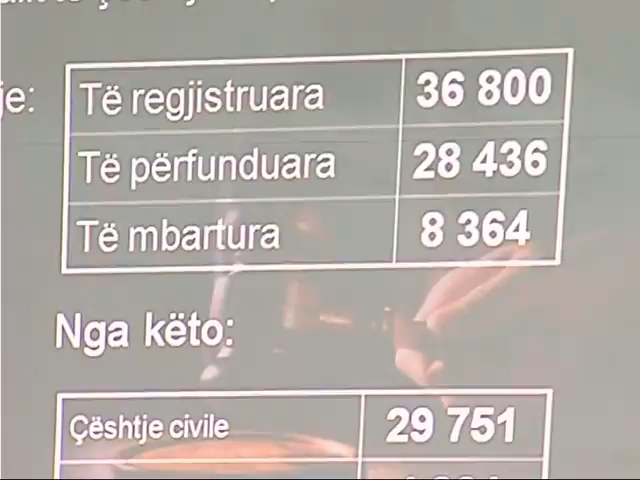 je:
Të regjistruara 36 800
Të përfunduara 28 436
Të mbartura 8 364
Nga këto:
Çështje civile 29 751